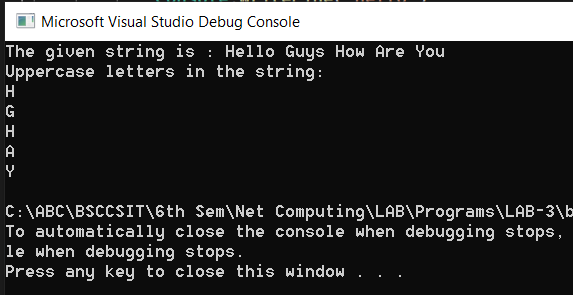 Microsoft Visual Studio Debug Console
The given string is : Hello Guys How Are You
Uppercase letters in the string:
H
G
H
A
Y
C:\ABC\BSCCSIT\6th Sem\Net Computing\LAB\Programs\LAB-3\b
To automatically close the console when debugging stops,
le when debugging stops.
Press any key to close this window . . .